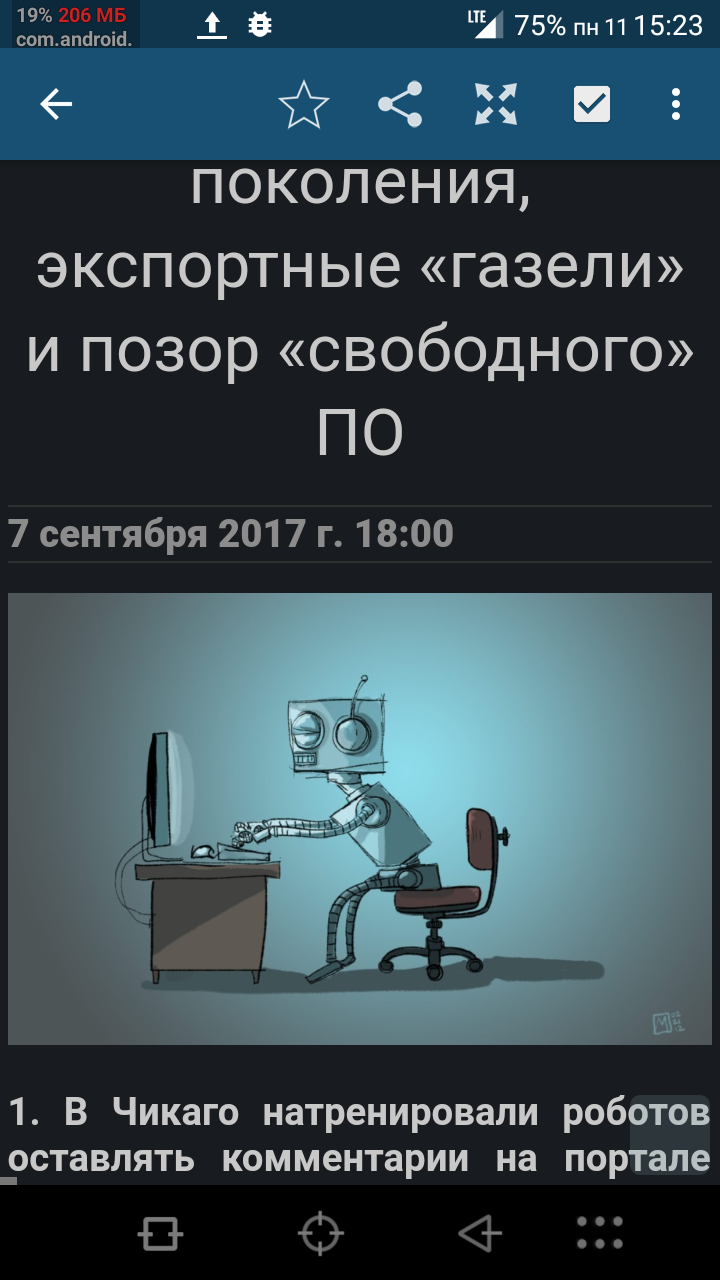 19% 206 МБ
com.android.
LTE
75% пн 11 15:23
поколения,
экспортные «газели»
и позор «свободного»
ПО
7 сентября 2017 г. 18:00
1. В Чикаго натренировали роботов
оставлять комментарии на портале